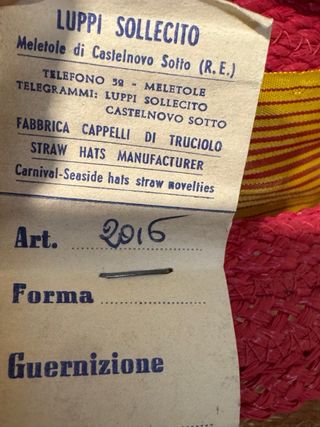 LUPPI SOLLECITO
Meletole di Castelnovo Sotto (R.E.)
TELEFONO 52 - MELETOLE
TELEGRAMMI: LUPPI SOLLECITO
CASTELNOVO SOTTO
FABBRICA CAPPELLI DI TRUCIOLO
STRAW HATS MANUFACTURER
Carnival-Seaside hats straw novelties
Art. 2016
Forma
Guernizione